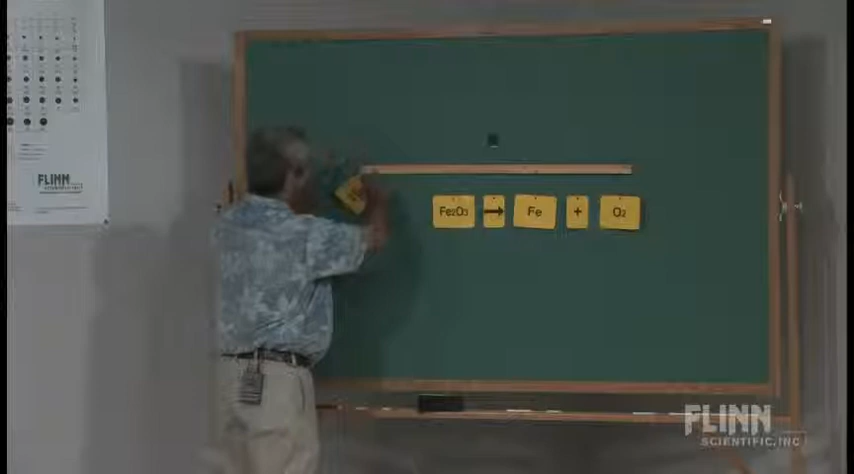 FLINN
Fe2O3 → Fe + O2
FLINN
SCIENTIFIC, INC